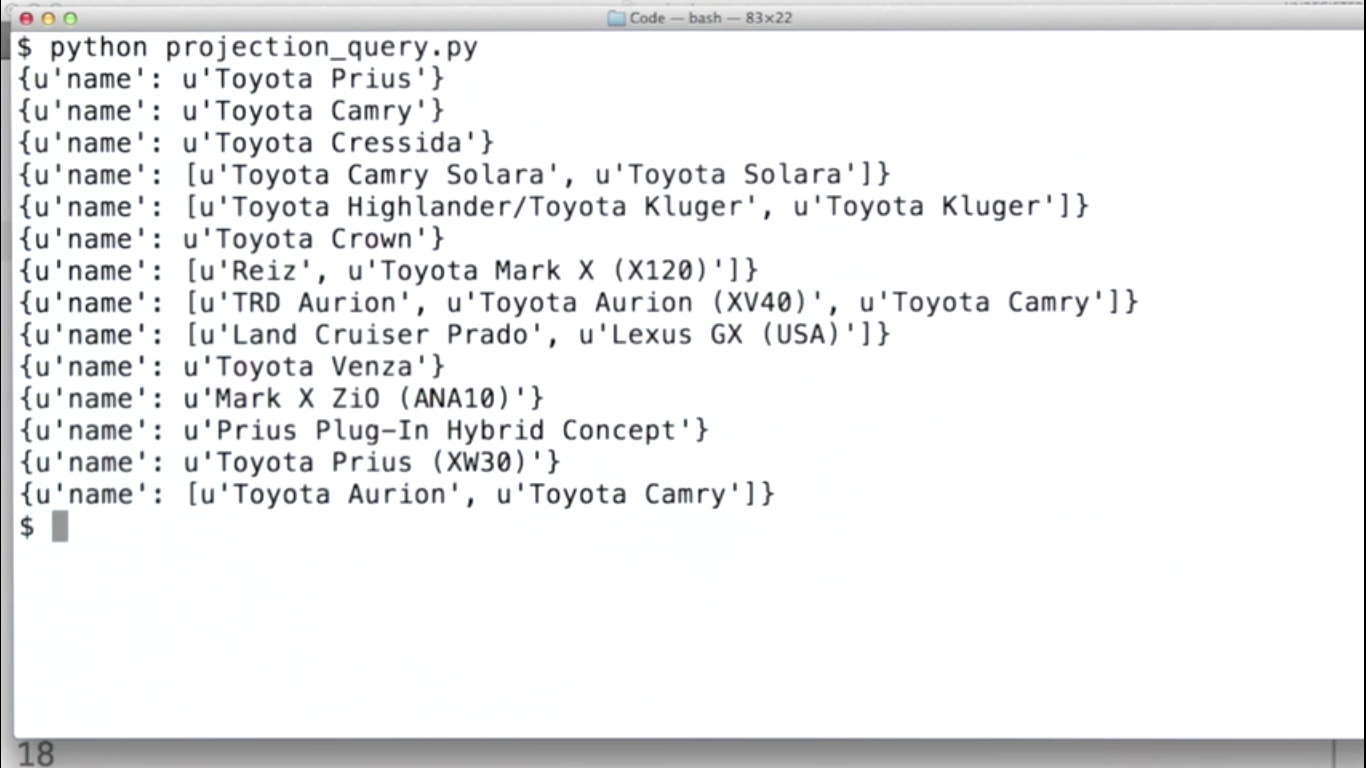 Code — bash — 83×22
$ python projection_query.py
{u'name': u'Toyota Prius'}
{u'name': u'Toyota Camry'}
{u'name': u'Toyota Cressida'}
{u'name': [u'Toyota Camry Solara', u'Toyota Solara']}
{u'name': [u'Toyota Highlander/Toyota Kluger', u'Toyota Kluger']}
{u'name': u'Toyota Crown'}
{u'name': [u'Reiz', u'Toyota Mark X (X120)']}
{u'name': [u'TRD Aurion', u'Toyota Aurion (XV40)', u'Toyota Camry']}
{u'name': [u'Land Cruiser Prado', u'Lexus GX (USA)']}
{u'name': u'Toyota Venza'}
{u'name': u'Mark X ZiO (ANA10)'}
{u'name': u'Prius Plug-In Hybrid Concept'}
{u'name': u'Toyota Prius (XW30)'}
{u'name': [u'Toyota Aurion', u'Toyota Camry']}
$
18